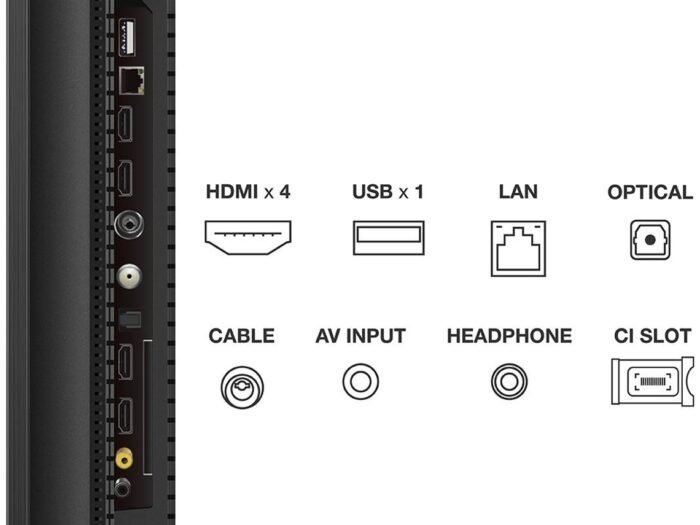 HDMI x 4
USB x 1
LAN
OPTICAL
CABLE
AV INPUT
HEADPHONE
CI SLOT